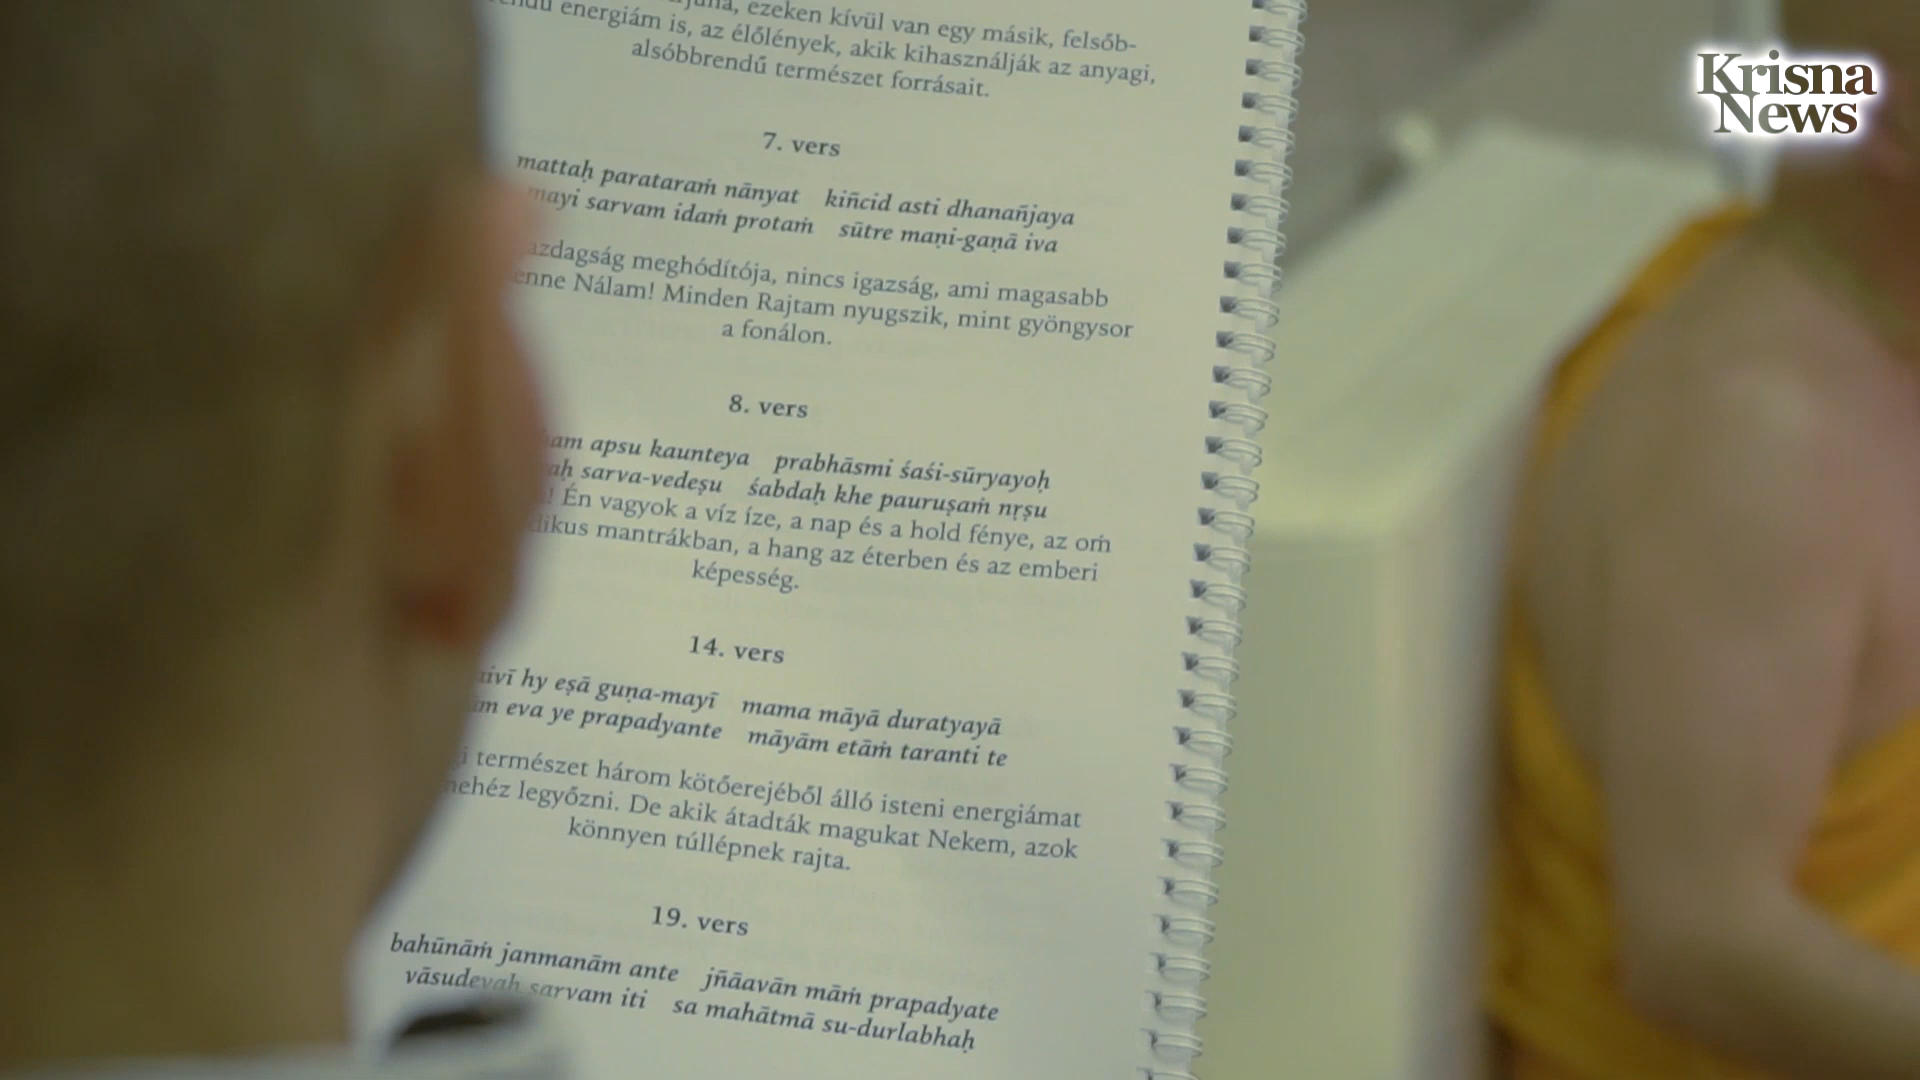 ezeken kívül van egy másik, felsőb-
energiám is, az élőlények, akik kihasználják az anyagi,
alsóbbrendű természet forrásait.
7. vers
mattaḥ parataraṁ nānyat kiñcid asti dhanañjaya
mayi sarvam idaṁ protaṁ sūtre maṇi-gaṇā iva
azdagság meghódítója, nincs igazság, ami magasabb
enne Nálam! Minden Rajtam nyugszik, mint gyöngysor
a fonálon.
8. vers
ham apsu kaunteya prabhāsmi śaśi-sūryayoḥ
aḥ sarva-vedeṣu śabdaḥ khe pauruṣaṁ nṛṣu
! Én vagyok a víz íze, a nap és a hold fénye, az oṁ
dikus mantrákban, a hang az éterben és az emberi
képesség.
14. vers
aivī hy eṣā guṇa-mayī mama māyā duratyayā
ām eva ye prapadyante māyām etāṁ taranti te
i természet három kötőerejéből álló isteni energiámat
nehéz legyőzni. De akik átadták magukat Nekem, azok
könnyen túllépnek rajta.
19. vers
bahūnāṁ janmanām ante jñāavān māṁ prapadyate
vāsudevaḥ sarvam iti sa mahātmā su-durlabhaḥ
Krisna
News